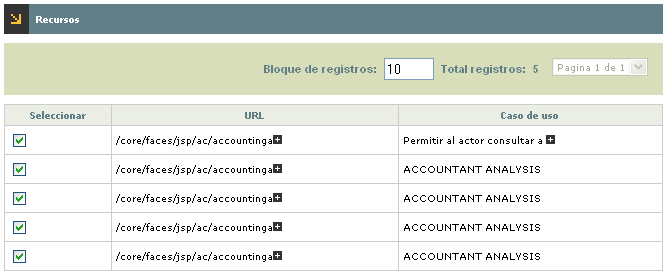 Recursos
Bloque de registros: 10 Total registros: 5 Pagina 1 de 1
Seleccionar URL Caso de uso
/core/faces/jsp/ac/accountinga Permitir al actor consultar a
/core/faces/jsp/ac/accountinga ACCOUNTANT ANALYSIS
/core/faces/jsp/ac/accountinga ACCOUNTANT ANALYSIS
/core/faces/jsp/ac/accountinga ACCOUNTANT ANALYSIS
/core/faces/jsp/ac/accountinga ACCOUNTANT ANALYSIS